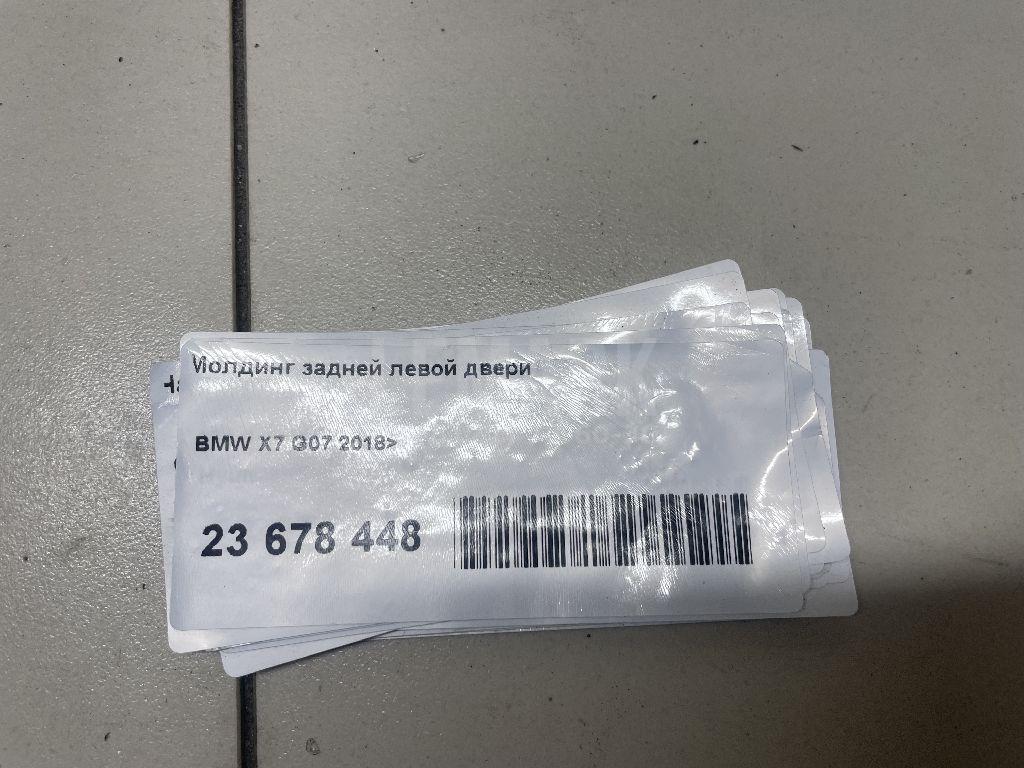 Молдинг задней левой двери
BMW X7 G07 2018>
23 678 448